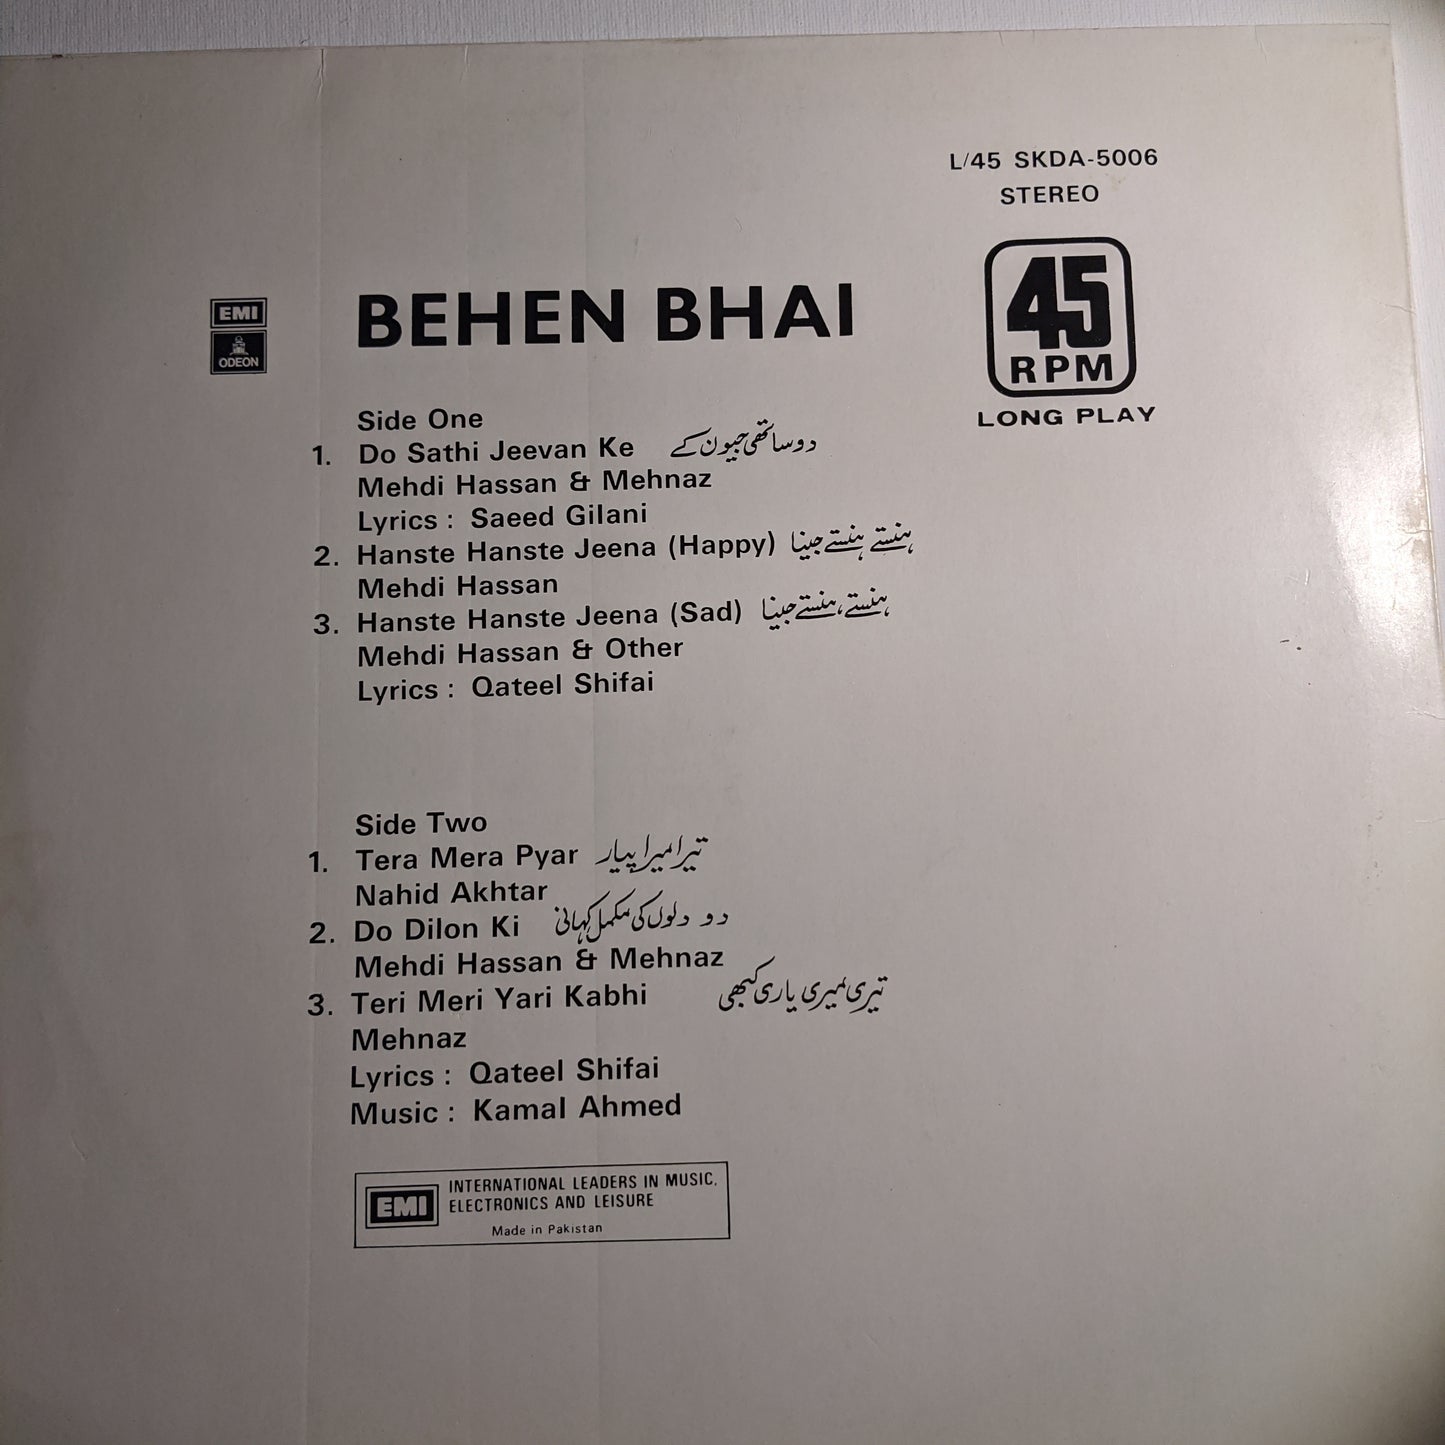 L/45 SKDA-5006
STEREO
45
RPM
LONG PLAY
EMI
ODEON
BEHEN BHAI
Side One
1. Do Sathi Jeevan Ke دو ساتھی جیون کے
Mehdi Hassan & Mehnaz
Lyrics : Saeed Gilani
2. Hanste Hanste Jeena (Happy) ہنستے ہنستے جینا
Mehdi Hassan
3. Hanste Hanste Jeena (Sad) ہنستے ہنستے جینا
Mehdi Hassan & Other
Lyrics : Qateel Shifai
Side Two
1. Tera Mera Pyar تیرا میرا پیار
Nahid Akhtar
2. Do Dilon Ki دو دلوں کی مکمل کہانی
Mehdi Hassan & Mehnaz
3. Teri Meri Yari Kabhi تیری میری یاری کبھی
Mehnaz
Lyrics : Qateel Shifai
Music : Kamal Ahmed
EMI
INTERNATIONAL LEADERS IN MUSIC,
ELECTRONICS AND LEISURE
Made in Pakistan